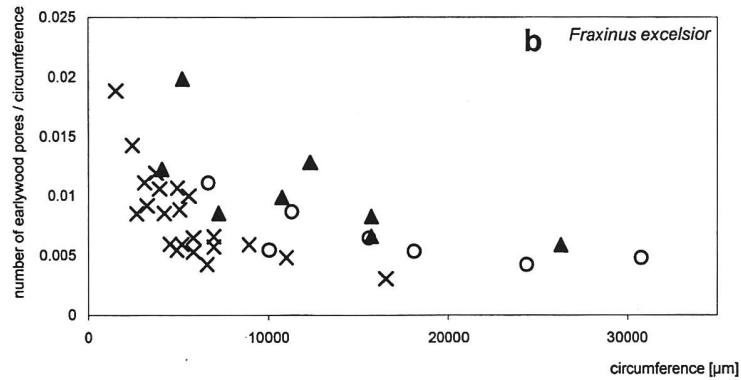 0.025
b Fraxinus excelsior
0.02
0.015
0.01
0.005
0
number of earlywood pores / circumference
0 10000 20000 30000
circumference [µm]